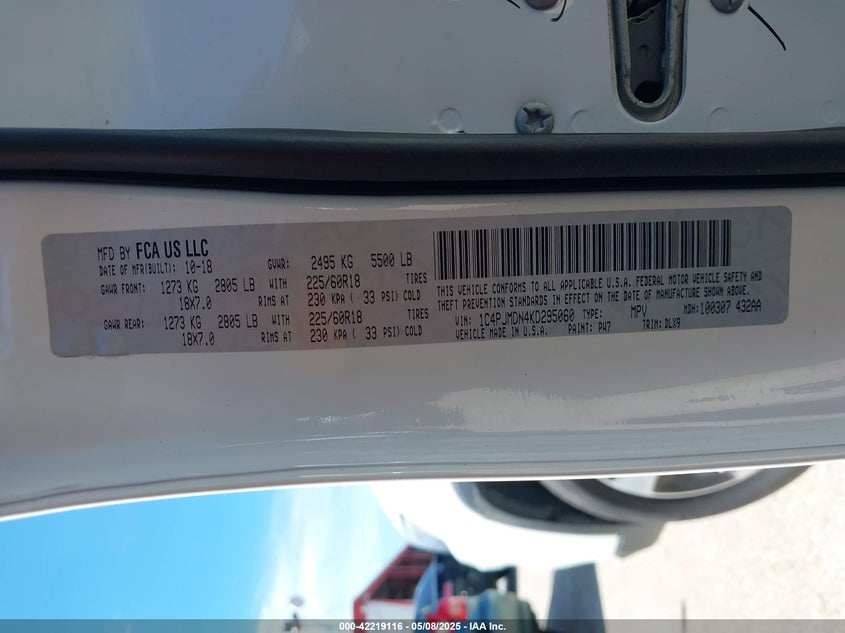 MFD BY FCA US LLC
DATE OF MFR(BUILT): 10-18 GVWR: 2495 KG 5500 LB
GAWR FRONT: 1273 KG 2805 LB WITH 225/60R18 TIRES
18X7.0 RIMS AT 230 KPA ( 33 PSI) COLD
GAWR REAR: 1273 KG 2805 LB WITH 225/60R18 TIRES
18X7.0 RIMS AT 230 KPA ( 33 PSI) COLD
THIS VEHICLE CONFORMS TO ALL APPLICABLE U.S.A. FEDERAL MOTOR VEHICLE SAFETY AND
THEFT PREVENTION STANDARDS IN EFFECT ON THE DATE OF MANUFACTURE SHOWN ABOVE.
VIN: 1C4PJMDN4KD295060 TYPE: MPV MDH: 100307 432AA
VEHICLE MADE IN U.S.A. PAINT: PW7 TRIM: DLX9
000-42219116 - 05/08/2025 - IAA Inc.